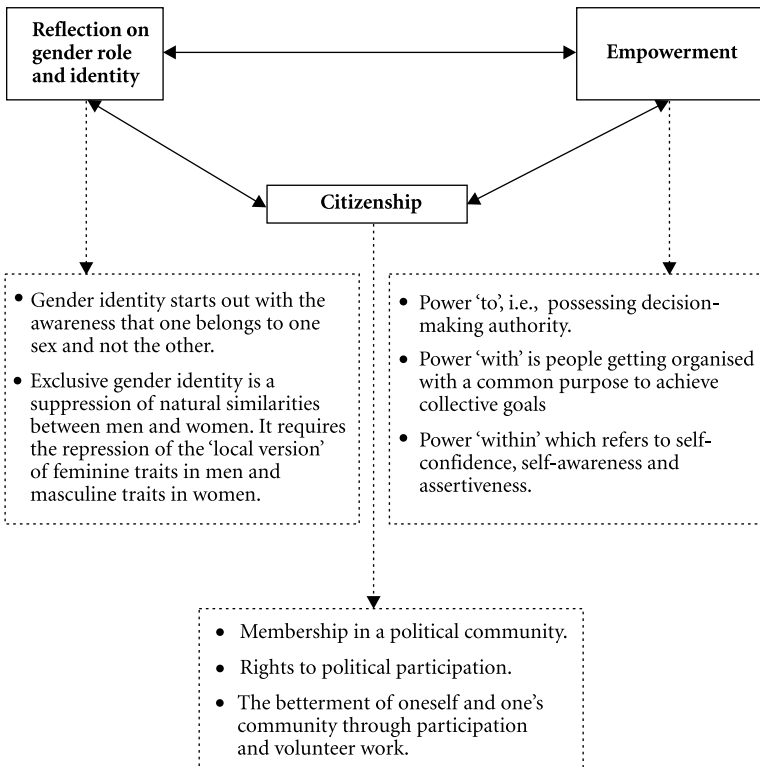 Reflection on
gender role
and identity
Empowerment
Citizenship
• Gender identity starts out with the
awareness that one belongs to one
sex and not the other.
• Exclusive gender identity is a
suppression of natural similarities
between men and women. It requires
the repression of the ‘local version’
of feminine traits in men and
masculine traits in women.
• Power ‘to’, i.e., possessing decision-
making authority.
• Power ‘with’ is people getting organised
with a common purpose to achieve
collective goals
• Power ‘within’ which refers to self-
confidence, self-awareness and
assertiveness.
• Membership in a political community.
• Rights to political participation.
• The betterment of oneself and one’s
community through participation
and volunteer work.